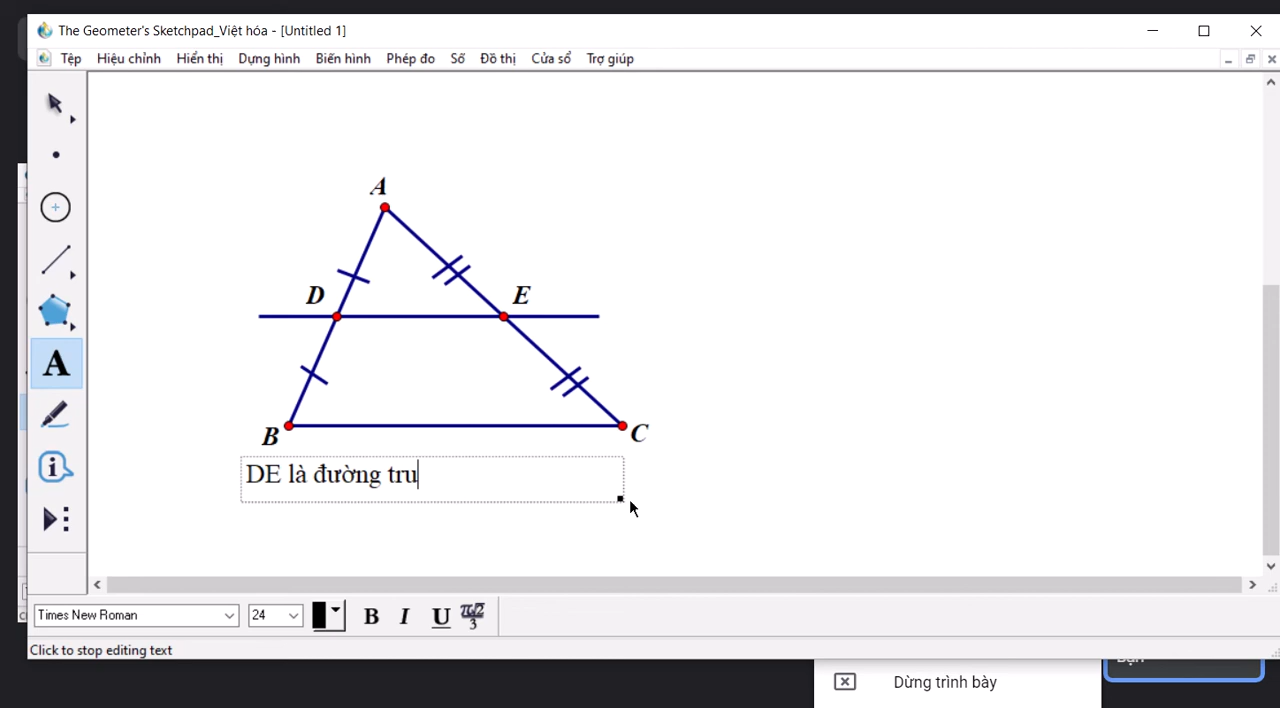 The Geometer's Sketchpad_Việt hóa - [Untitled 1]
Tệp Hiệu chỉnh Hiển thị Dựng hình Biến hình Phép đo Số Đồ thị Cửa sổ Trợ giúp
A
A
D E
B C
DE là đường tru
Times New Roman 24 B I U
Click to stop editing text
Bạn
Dừng trình bày